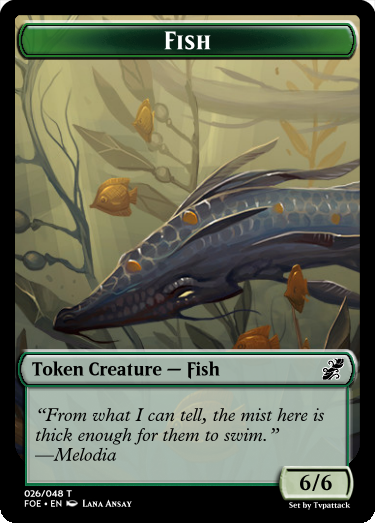 Fish
Token Creature — Fish
“From what I can tell, the mist here is
thick enough for them to swim.”
—Melodia
6/6
026/048 T
FOE • EN Lana Ansay
Set by Typattack